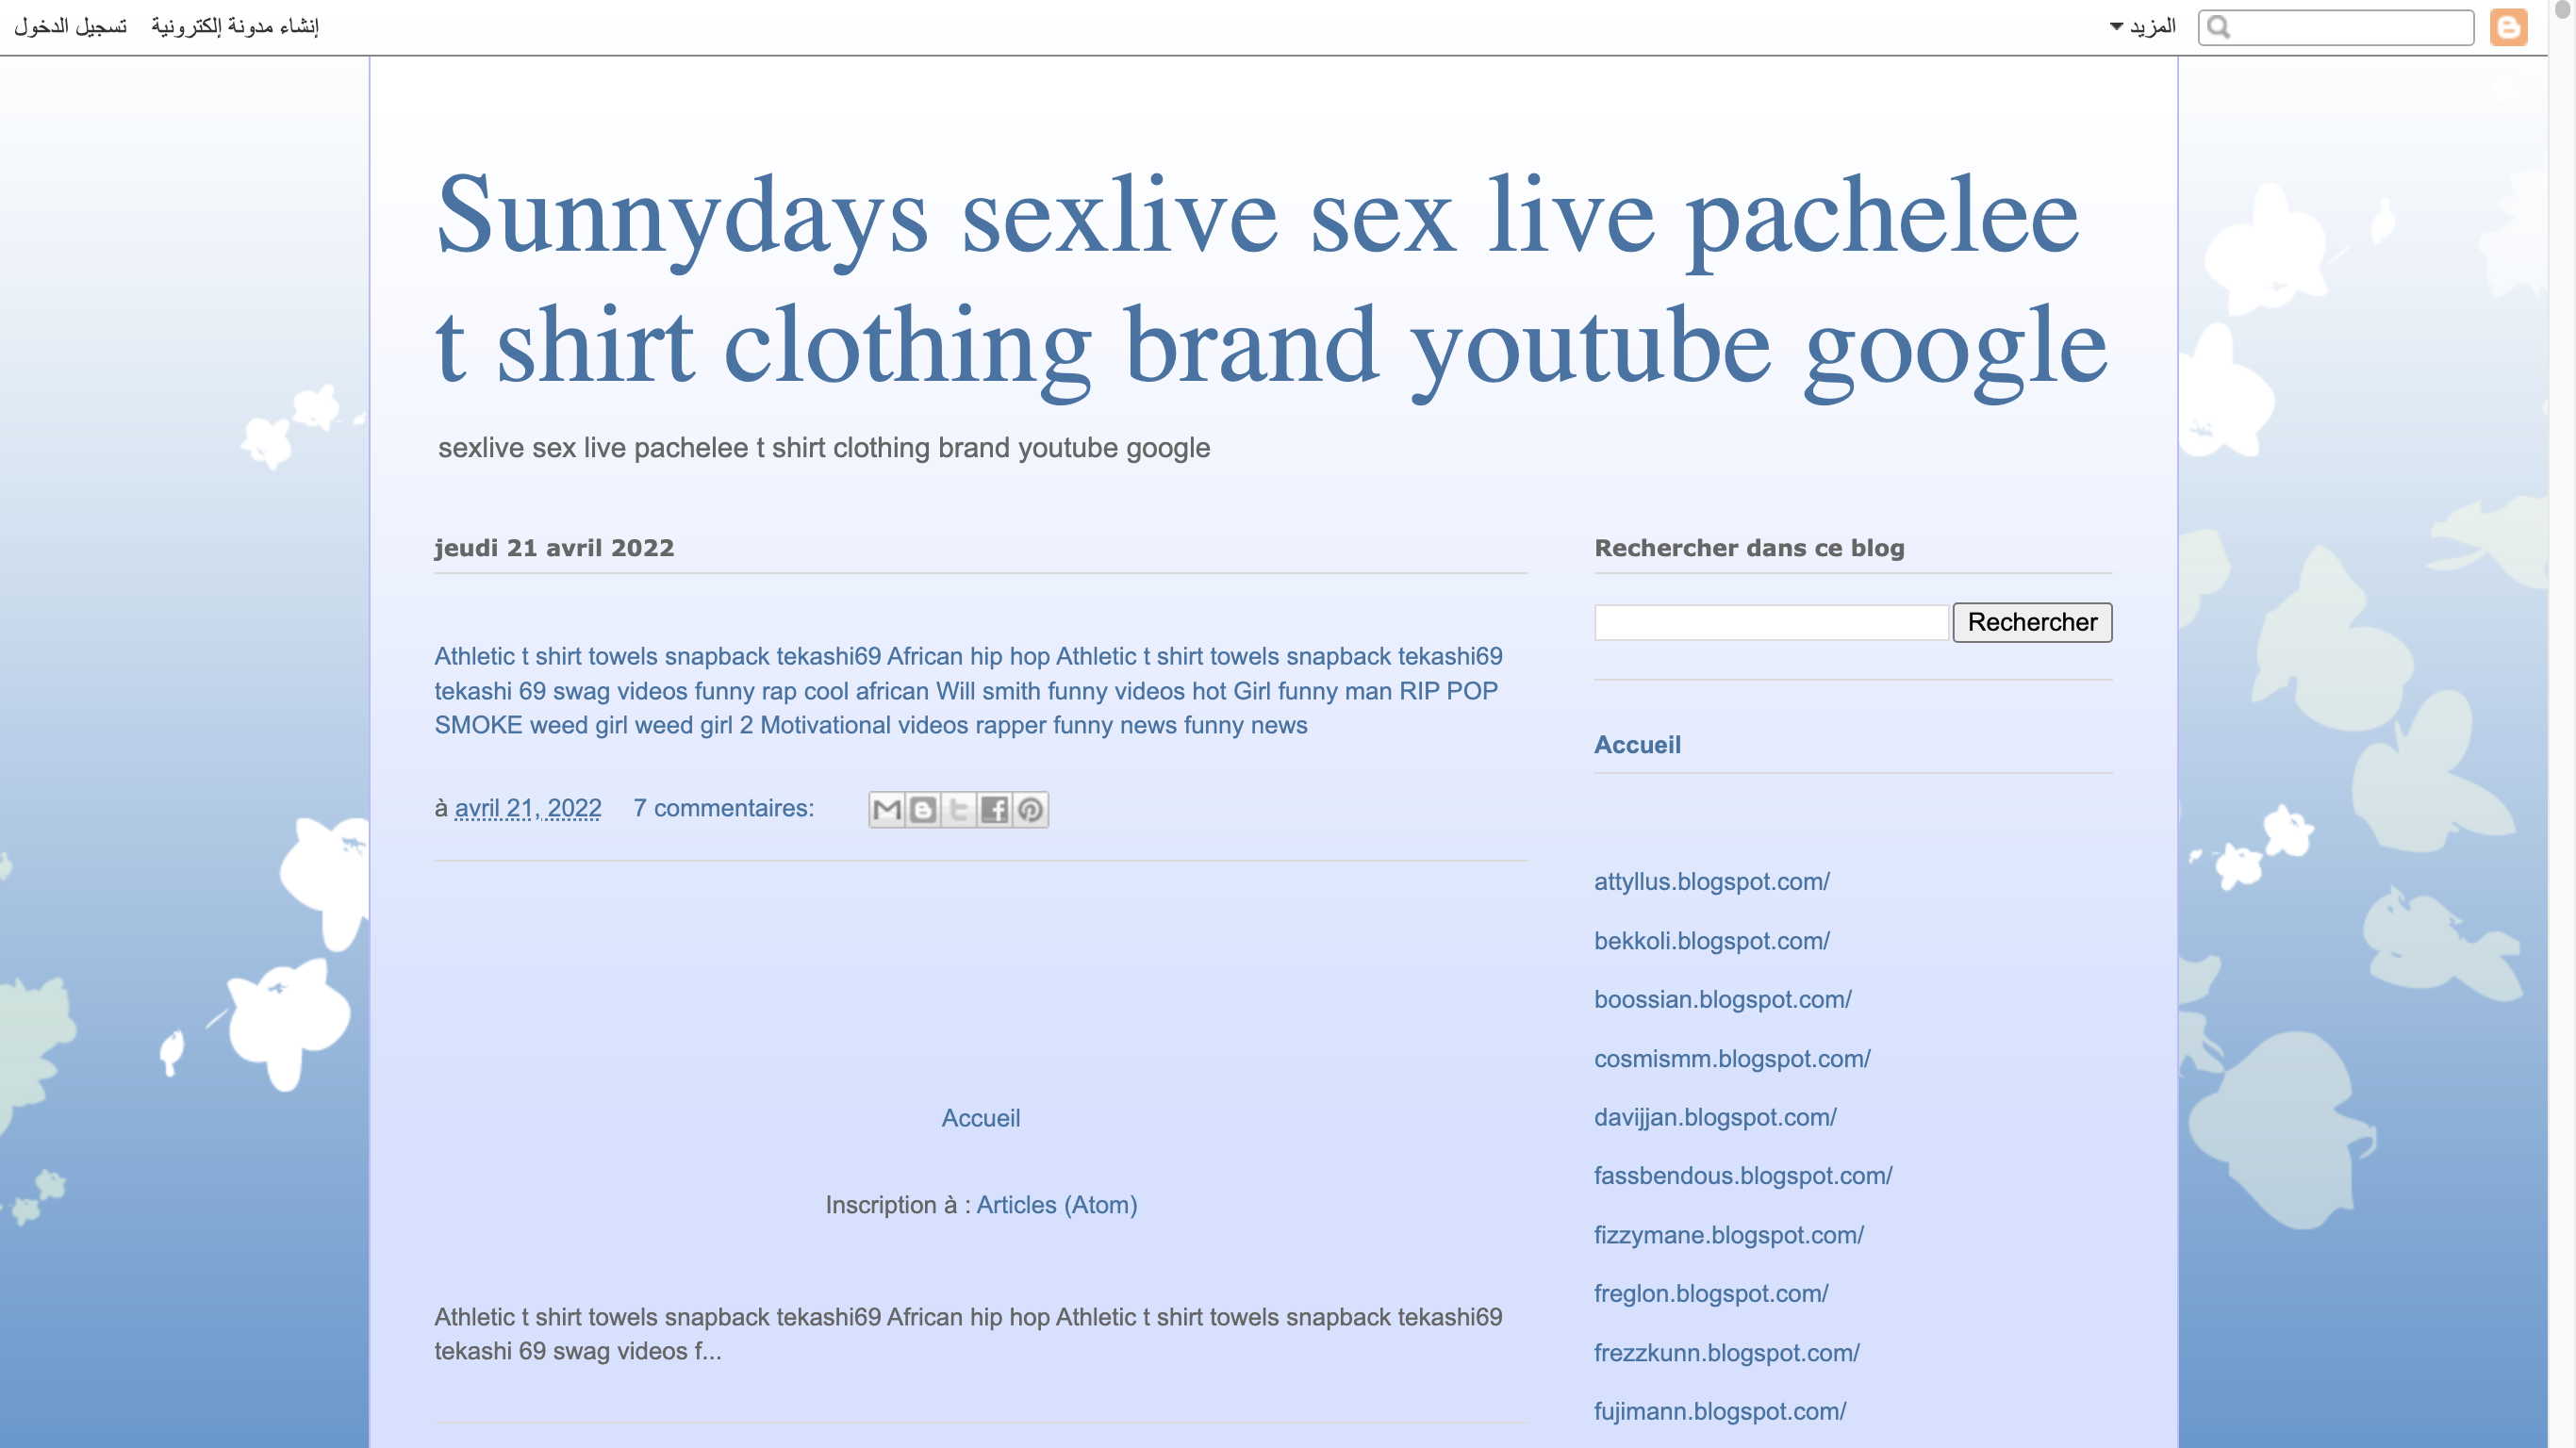 تسجيل الدخول إنشاء مدونة إلكترونية المزيد
Sunnydays sexlive sex live pachelee
t shirt clothing brand youtube google
sexlive sex live pachelee t shirt clothing brand youtube google
jeudi 21 avril 2022
Athletic t shirt towels snapback tekashi69 African hip hop Athletic t shirt towels snapback tekashi69
tekashi 69 swag videos funny rap cool african Will smith funny videos hot Girl funny man RIP POP
SMOKE weed girl weed girl 2 Motivational videos rapper funny news funny news
à avril 21, 2022 7 commentaires:
Accueil
Inscription à : Articles (Atom)
Athletic t shirt towels snapback tekashi69 African hip hop Athletic t shirt towels snapback tekashi69
tekashi 69 swag videos f...
Rechercher dans ce blog
Rechercher
Accueil
attyllus.blogspot.com/
bekkoli.blogspot.com/
boossian.blogspot.com/
cosmismm.blogspot.com/
davijjan.blogspot.com/
fassbendous.blogspot.com/
fizzymane.blogspot.com/
freglon.blogspot.com/
frezzkunn.blogspot.com/
fujimann.blogspot.com/